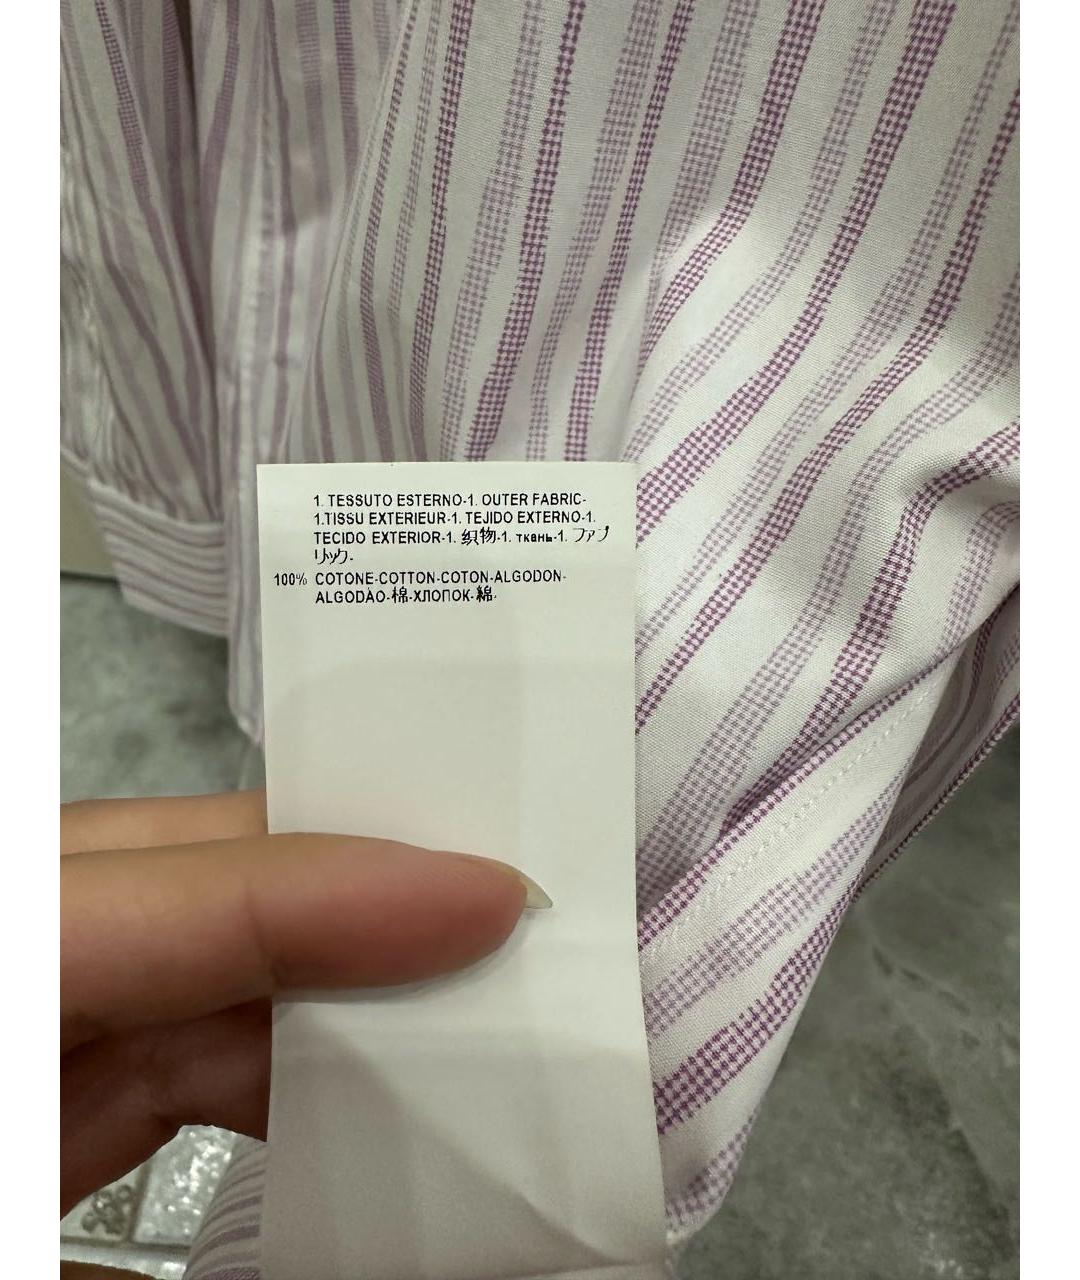 1. TESSUTO ESTERNO-1. OUTER FABRIC-
1.TISSU EXTERIEUR-1. TEJIDO EXTERNO-1.
TECIDO EXTERIOR-1. 织物-1. ткань-1. ファブ
リック-
100% COTONE-COTTON-COTON-ALGODON-
ALGODÃO-棉-ХЛОПОК-綿-